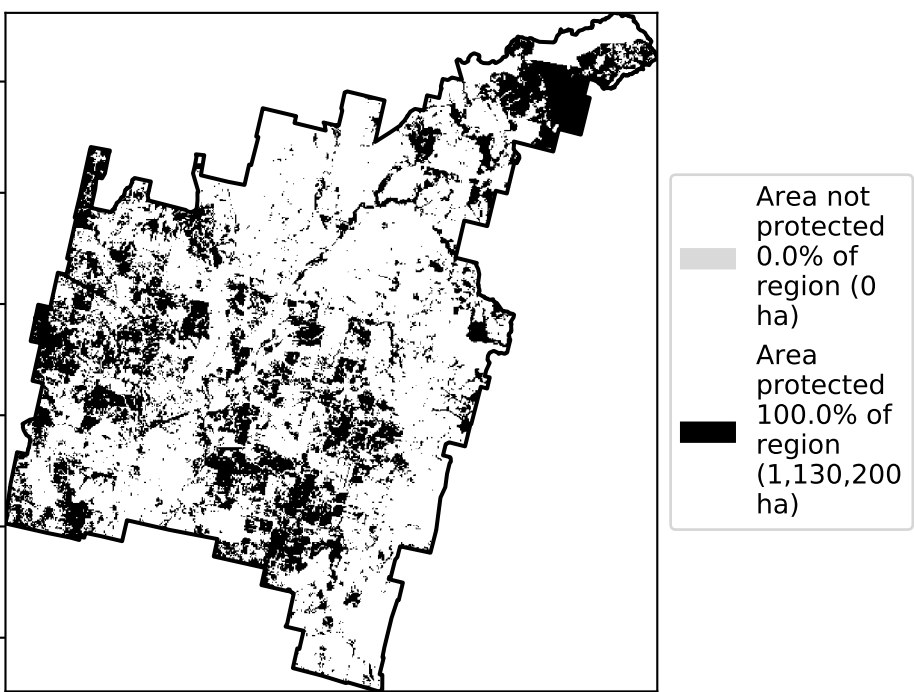 Area not
protected
0.0% of
region (0
ha)
Area
protected
100.0% of
region
(1,130,200
ha)